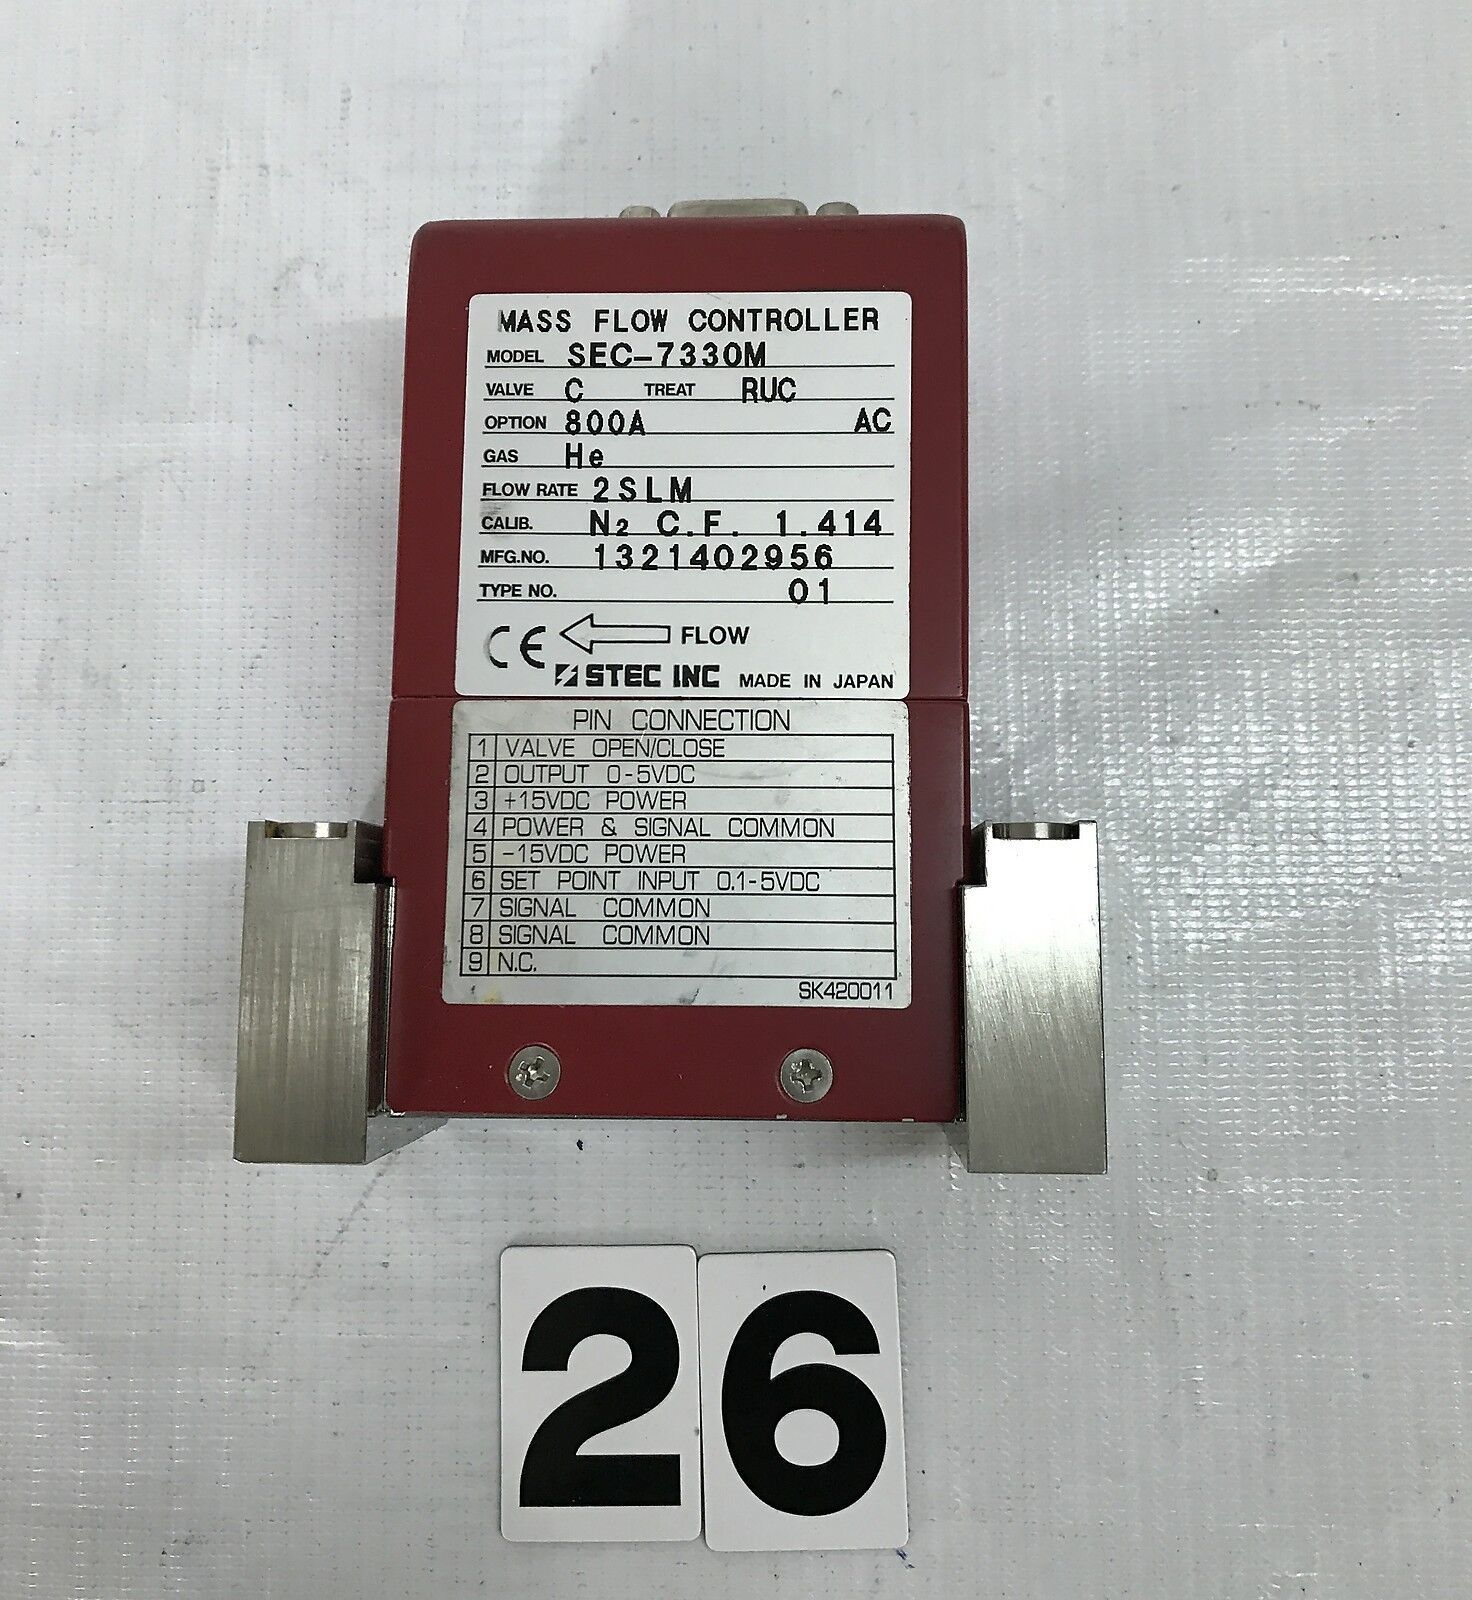 MASS FLOW CONTROLLER
MODEL SEC-7330M
VALVE C TREAT RUC
OPTION 800A AC
GAS He
FLOW RATE 2SLM
CALIB. N₂ C.F. 1.414
MFG.NO. 1321402956
TYPE NO. 01
CE FLOW
STEC INC MADE IN JAPAN
PIN CONNECTION
1 VALVE OPEN/CLOSE
2 OUTPUT 0-5VDC
3 +15VDC POWER
4 POWER & SIGNAL COMMON
5 -15VDC POWER
6 SET POINT INPUT 0.1-5VDC
7 SIGNAL COMMON
8 SIGNAL COMMON
9 N.C.
SK420011
26